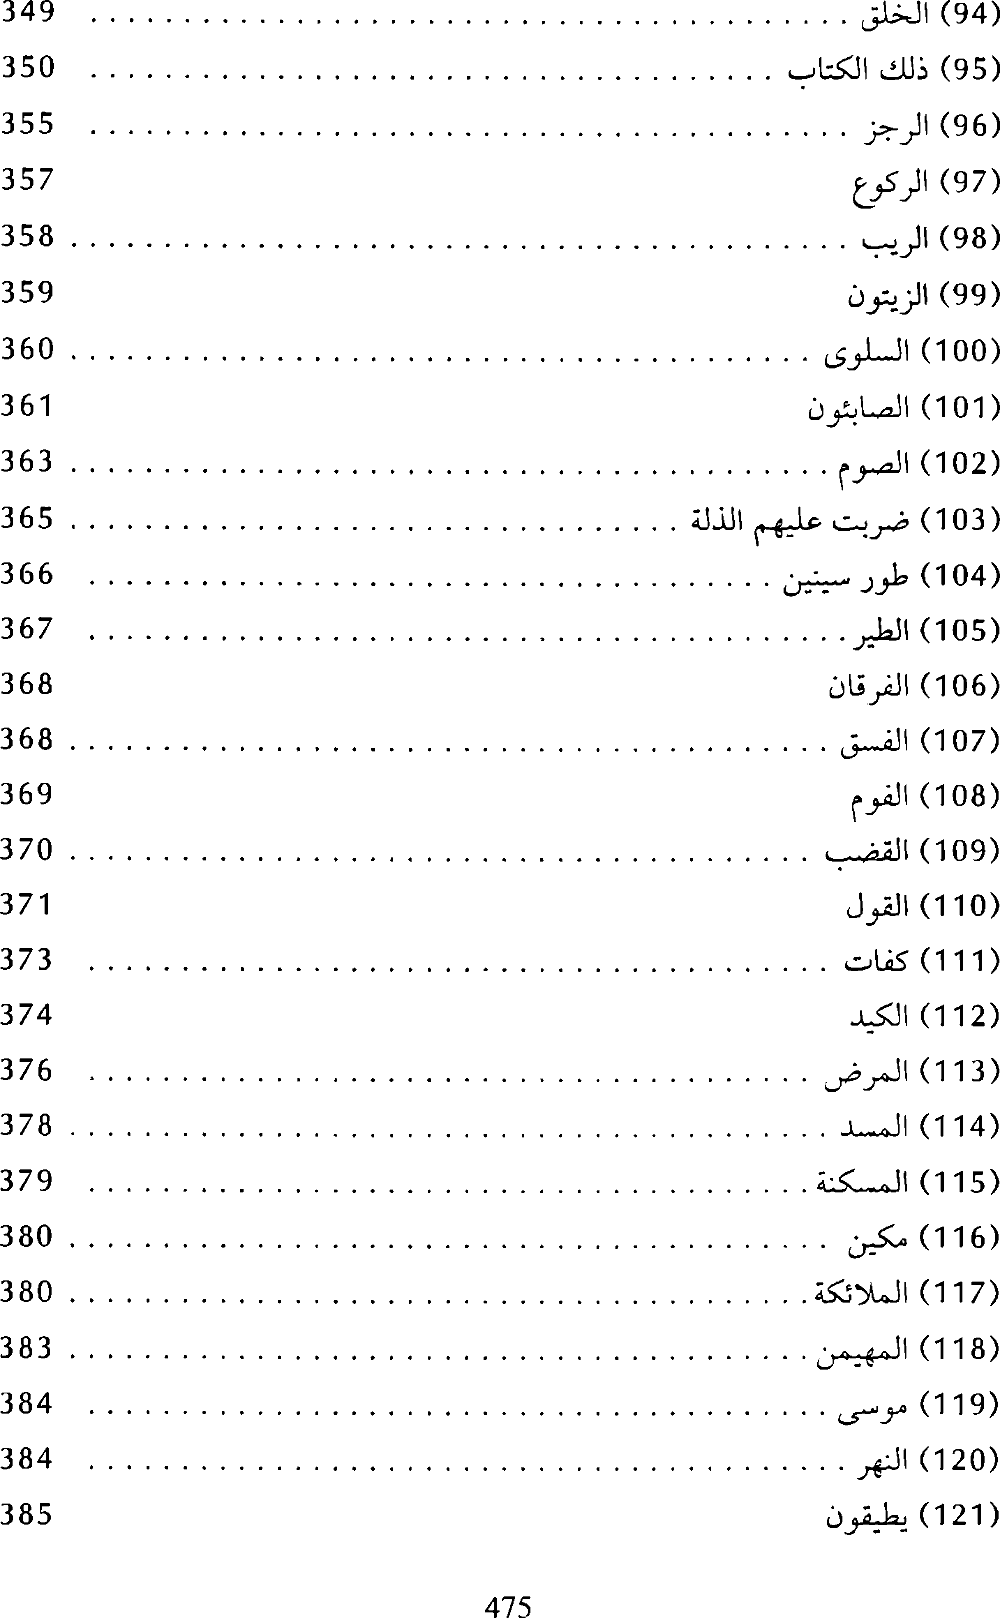 (94) الخلق . . . . . . . . . . . . . . . . . . . . 349
(95) ذلك الكتاب . . . . . . . . . . . . . . . . . . . . 350
(96) الرجز . . . . . . . . . . . . . . . . . . . . 355
(97) الركوع 357
(98) الريب . . . . . . . . . . . . . . . . . . . . 358
(99) الزيتون 359
(100) السلوى . . . . . . . . . . . . . . . . . . . . 360
(101) الصابئون 361
(102) الصوم . . . . . . . . . . . . . . . . . . . . 363
(103) ضربت عليهم الذلة . . . . . . . . . . . . . . . . . . . . 365
(104) طور سينين . . . . . . . . . . . . . . . . . . . . 366
(105) الطير . . . . . . . . . . . . . . . . . . . . 367
(106) الفرقان 368
(107) الفسق . . . . . . . . . . . . . . . . . . . . 368
(108) الفوم 369
(109) القضب . . . . . . . . . . . . . . . . . . . . 370
(110) القول 371
(111) كفات . . . . . . . . . . . . . . . . . . . . 373
(112) الكيد 374
(113) المرض . . . . . . . . . . . . . . . . . . . . 376
(114) المسد . . . . . . . . . . . . . . . . . . . . 378
(115) المسكنة . . . . . . . . . . . . . . . . . . . . 379
(116) مكين . . . . . . . . . . . . . . . . . . . . 380
(117) الملائكة . . . . . . . . . . . . . . . . . . . . 380
(118) المهيمن . . . . . . . . . . . . . . . . . . . . 383
(119) موسى . . . . . . . . . . . . . . . . . . . . 384
(120) النهر . . . . . . . . . . . . . . . . . . . . 384
(121) يطيقون 385
475